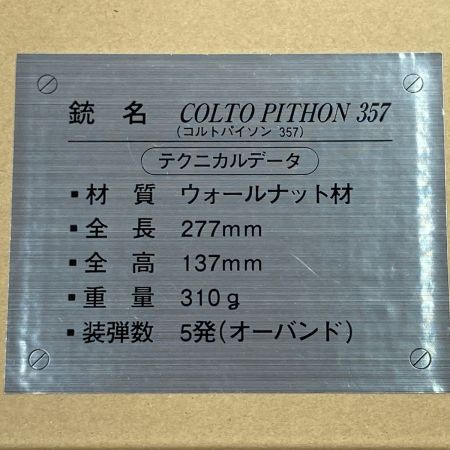 銃名 COLTO PITHON 357
(コルトパイソン 357)
テクニカルデータ
▪材質 ウォールナット材
▪全長 277mm
▪全高 137mm
▪重量 310g
▪装弾数 5発(オーバンド)